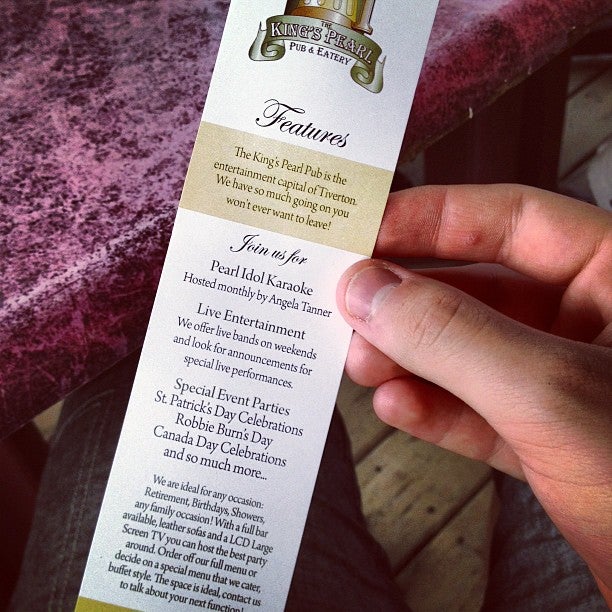 THE
KING'S PEARL
PUB & EATERY
Features
The King's Pearl Pub is the
entertainment capital of Tiverton.
We have so much going on you
won't ever want to leave!
Join us for
Pearl Idol Karaoke
Hosted monthly by Angela Tanner
Live Entertainment
We offer live bands on weekends
and look for announcements for
special live performances.
Special Event Parties
St. Patrick's Day Celebrations
Robbie Burn's Day
Canada Day Celebrations
and so much more...
We are ideal for any occasion:
Retirement, Birthdays, Showers,
any family occasion! With a full bar
available, leather sofas and a LCD Large
Screen TV you can host the best party
around. Order off our full menu or
decide on a special menu that we cater,
buffet style. The space is ideal, contact us
to talk about your next function!